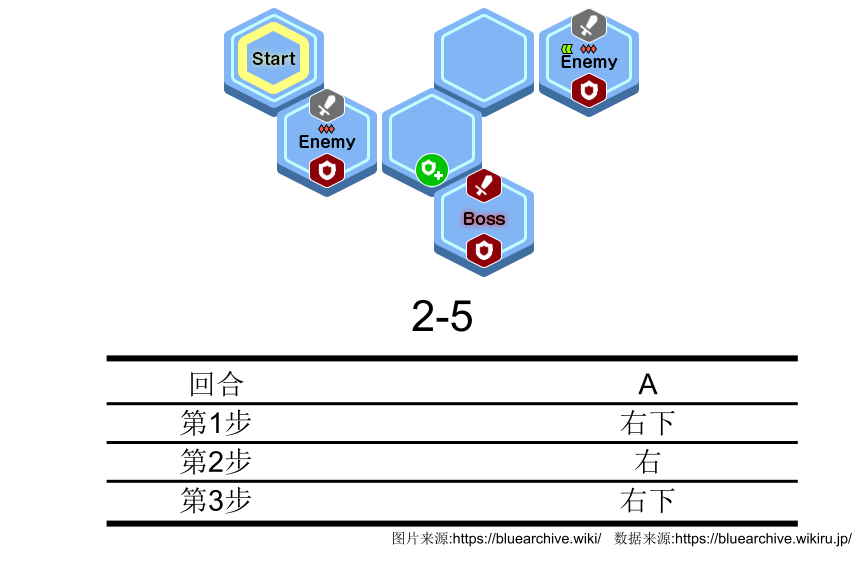 Start
Enemy
Enemy
Boss
2-5
回合 A
第1步 右下
第2步 右
第3步 右下
图片来源:https://bluearchive.wiki/ 数据来源:https://bluearchive.wikiru.jp/